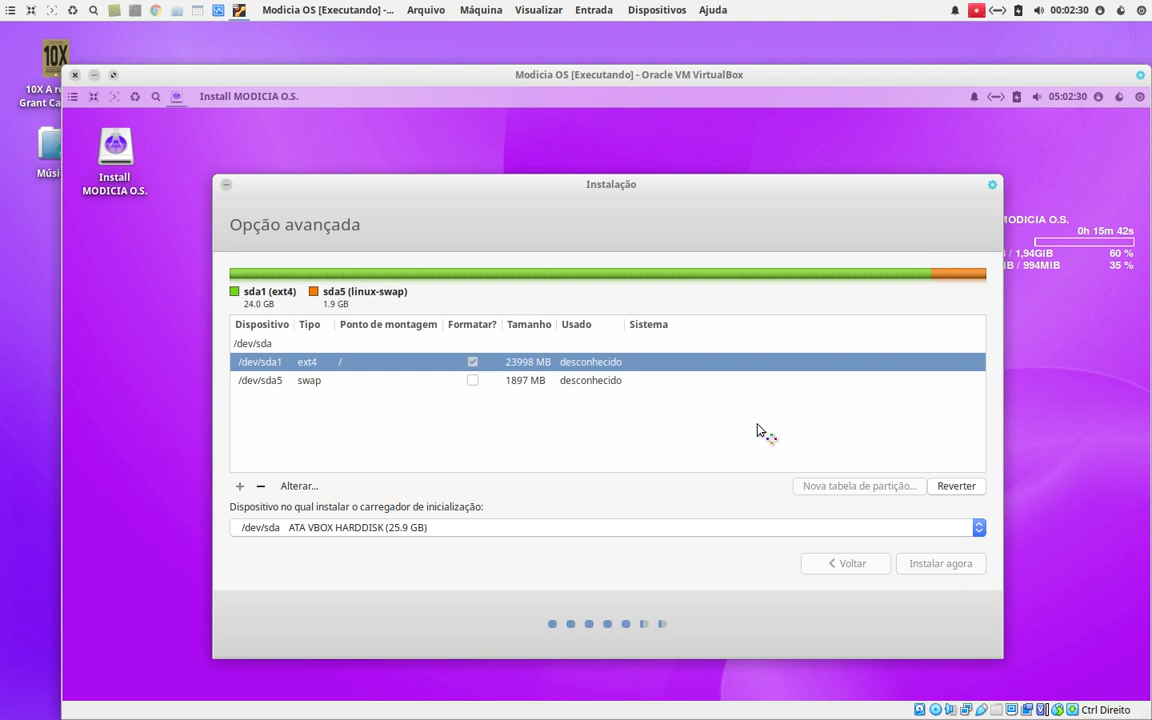 Modicia OS [Executando] -... Arquivo Máquina Visualizar Entrada Dispositivos Ajuda 00:02:30
10X
10X A r
Grant Ca
Músi
Modicia OS [Executando] - Oracle VM VirtualBox
Install MODICIA O.S. 05:02:30
Install
MODICIA O.S.
Instalação
Opção avançada
MODICIA O.S.
0h 15m 42s
/ 1,94GIB 60 %
IB / 994MIB 35 %
sda1 (ext4) sda5 (linux-swap)
24.0 GB 1.9 GB
Dispositivo Tipo Ponto de montagem Formatar? Tamanho Usado Sistema
/dev/sda
/dev/sda1 ext4 / 23998 MB desconhecido
/dev/sda5 swap 1897 MB desconhecido
+ − Alterar... Nova tabela de partição... Reverter
Dispositivo no qual instalar o carregador de inicialização:
/dev/sda ATA VBOX HARDDISK (25.9 GB)
Voltar Instalar agora
Ctrl Direito